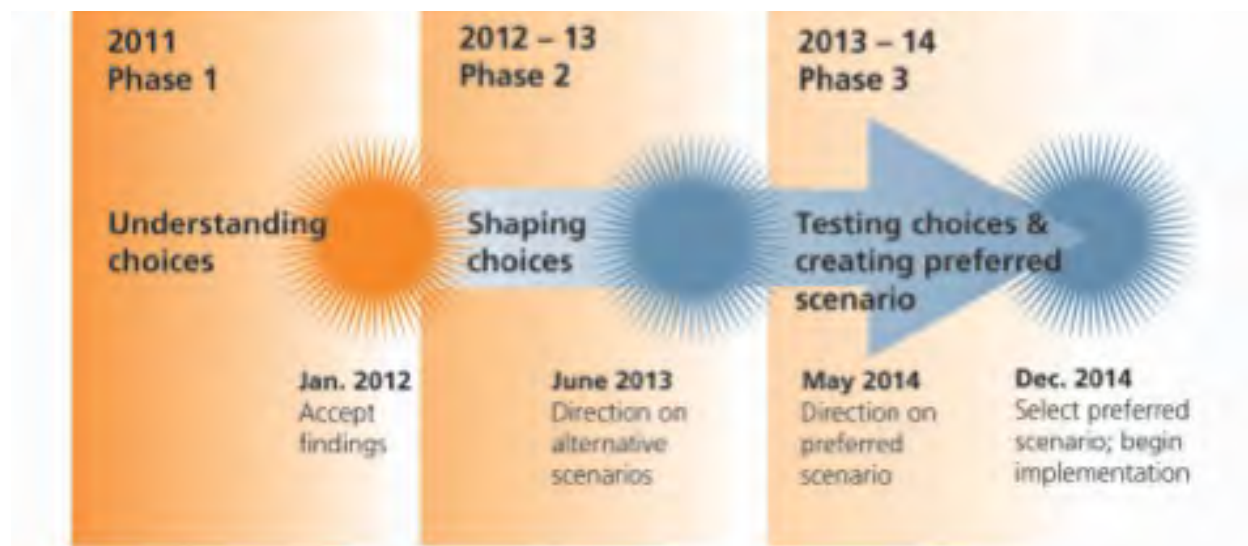 2011
Phase 1
2012 – 13
Phase 2
2013 – 14
Phase 3
Understanding
choices
Shaping
choices
Testing choices &
creating preferred
scenario
Jan. 2012
Accept
findings
June 2013
Direction on
alternative
scenarios
May 2014
Direction on
preferred
scenario
Dec. 2014
Select preferred
scenario; begin
implementation